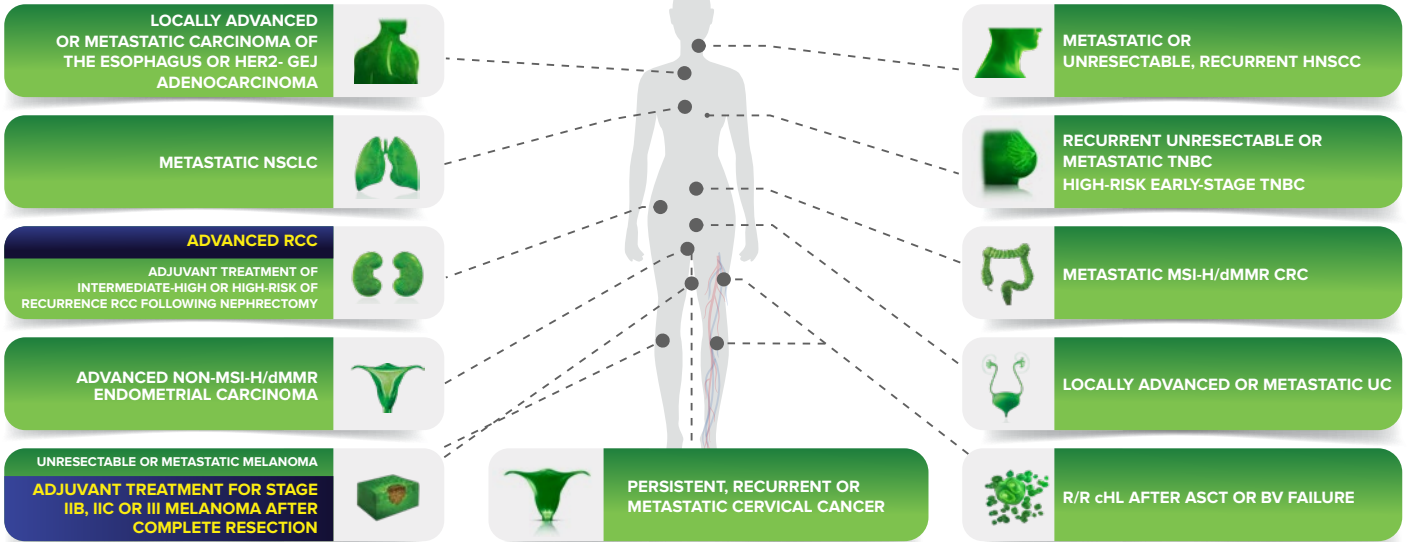 LOCALLY ADVANCED
OR METASTATIC CARCINOMA OF
THE ESOPHAGUS OR HER2- GEJ
ADENOCARCINOMA
METASTATIC NSCLC
ADVANCED RCC
ADJUVANT TREATMENT OF
INTERMEDIATE-HIGH OR HIGH-RISK OF
RECURRENCE RCC FOLLOWING NEPHRECTOMY
ADVANCED NON-MSI-H/dMMR
ENDOMETRIAL CARCINOMA
UNRESECTABLE OR METASTATIC MELANOMA
ADJUVANT TREATMENT FOR STAGE
IIB, IIC OR III MELANOMA AFTER
COMPLETE RESECTION
PERSISTENT, RECURRENT OR
METASTATIC CERVICAL CANCER
METASTATIC OR
UNRESECTABLE, RECURRENT HNSCC
RECURRENT UNRESECTABLE OR
METASTATIC TNBC
HIGH-RISK EARLY-STAGE TNBC
METASTATIC MSI-H/dMMR CRC
LOCALLY ADVANCED OR METASTATIC UC
R/R cHL AFTER ASCT OR BV FAILURE